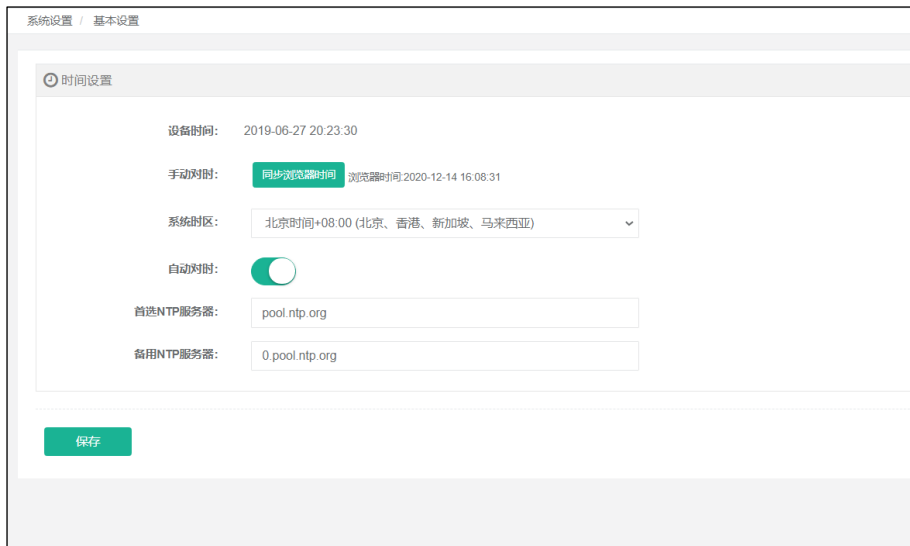 系统设置 / 基本设置
时间设置
设备时间： 2019-06-27 20:23:30
手动对时： 同步浏览器时间 浏览器时间:2020-12-14 16:08:31
系统时区： 北京时间+08:00 (北京、香港、新加坡、马来西亚)
自动对时：
首选NTP服务器： pool.ntp.org
备用NTP服务器： 0.pool.ntp.org
保存